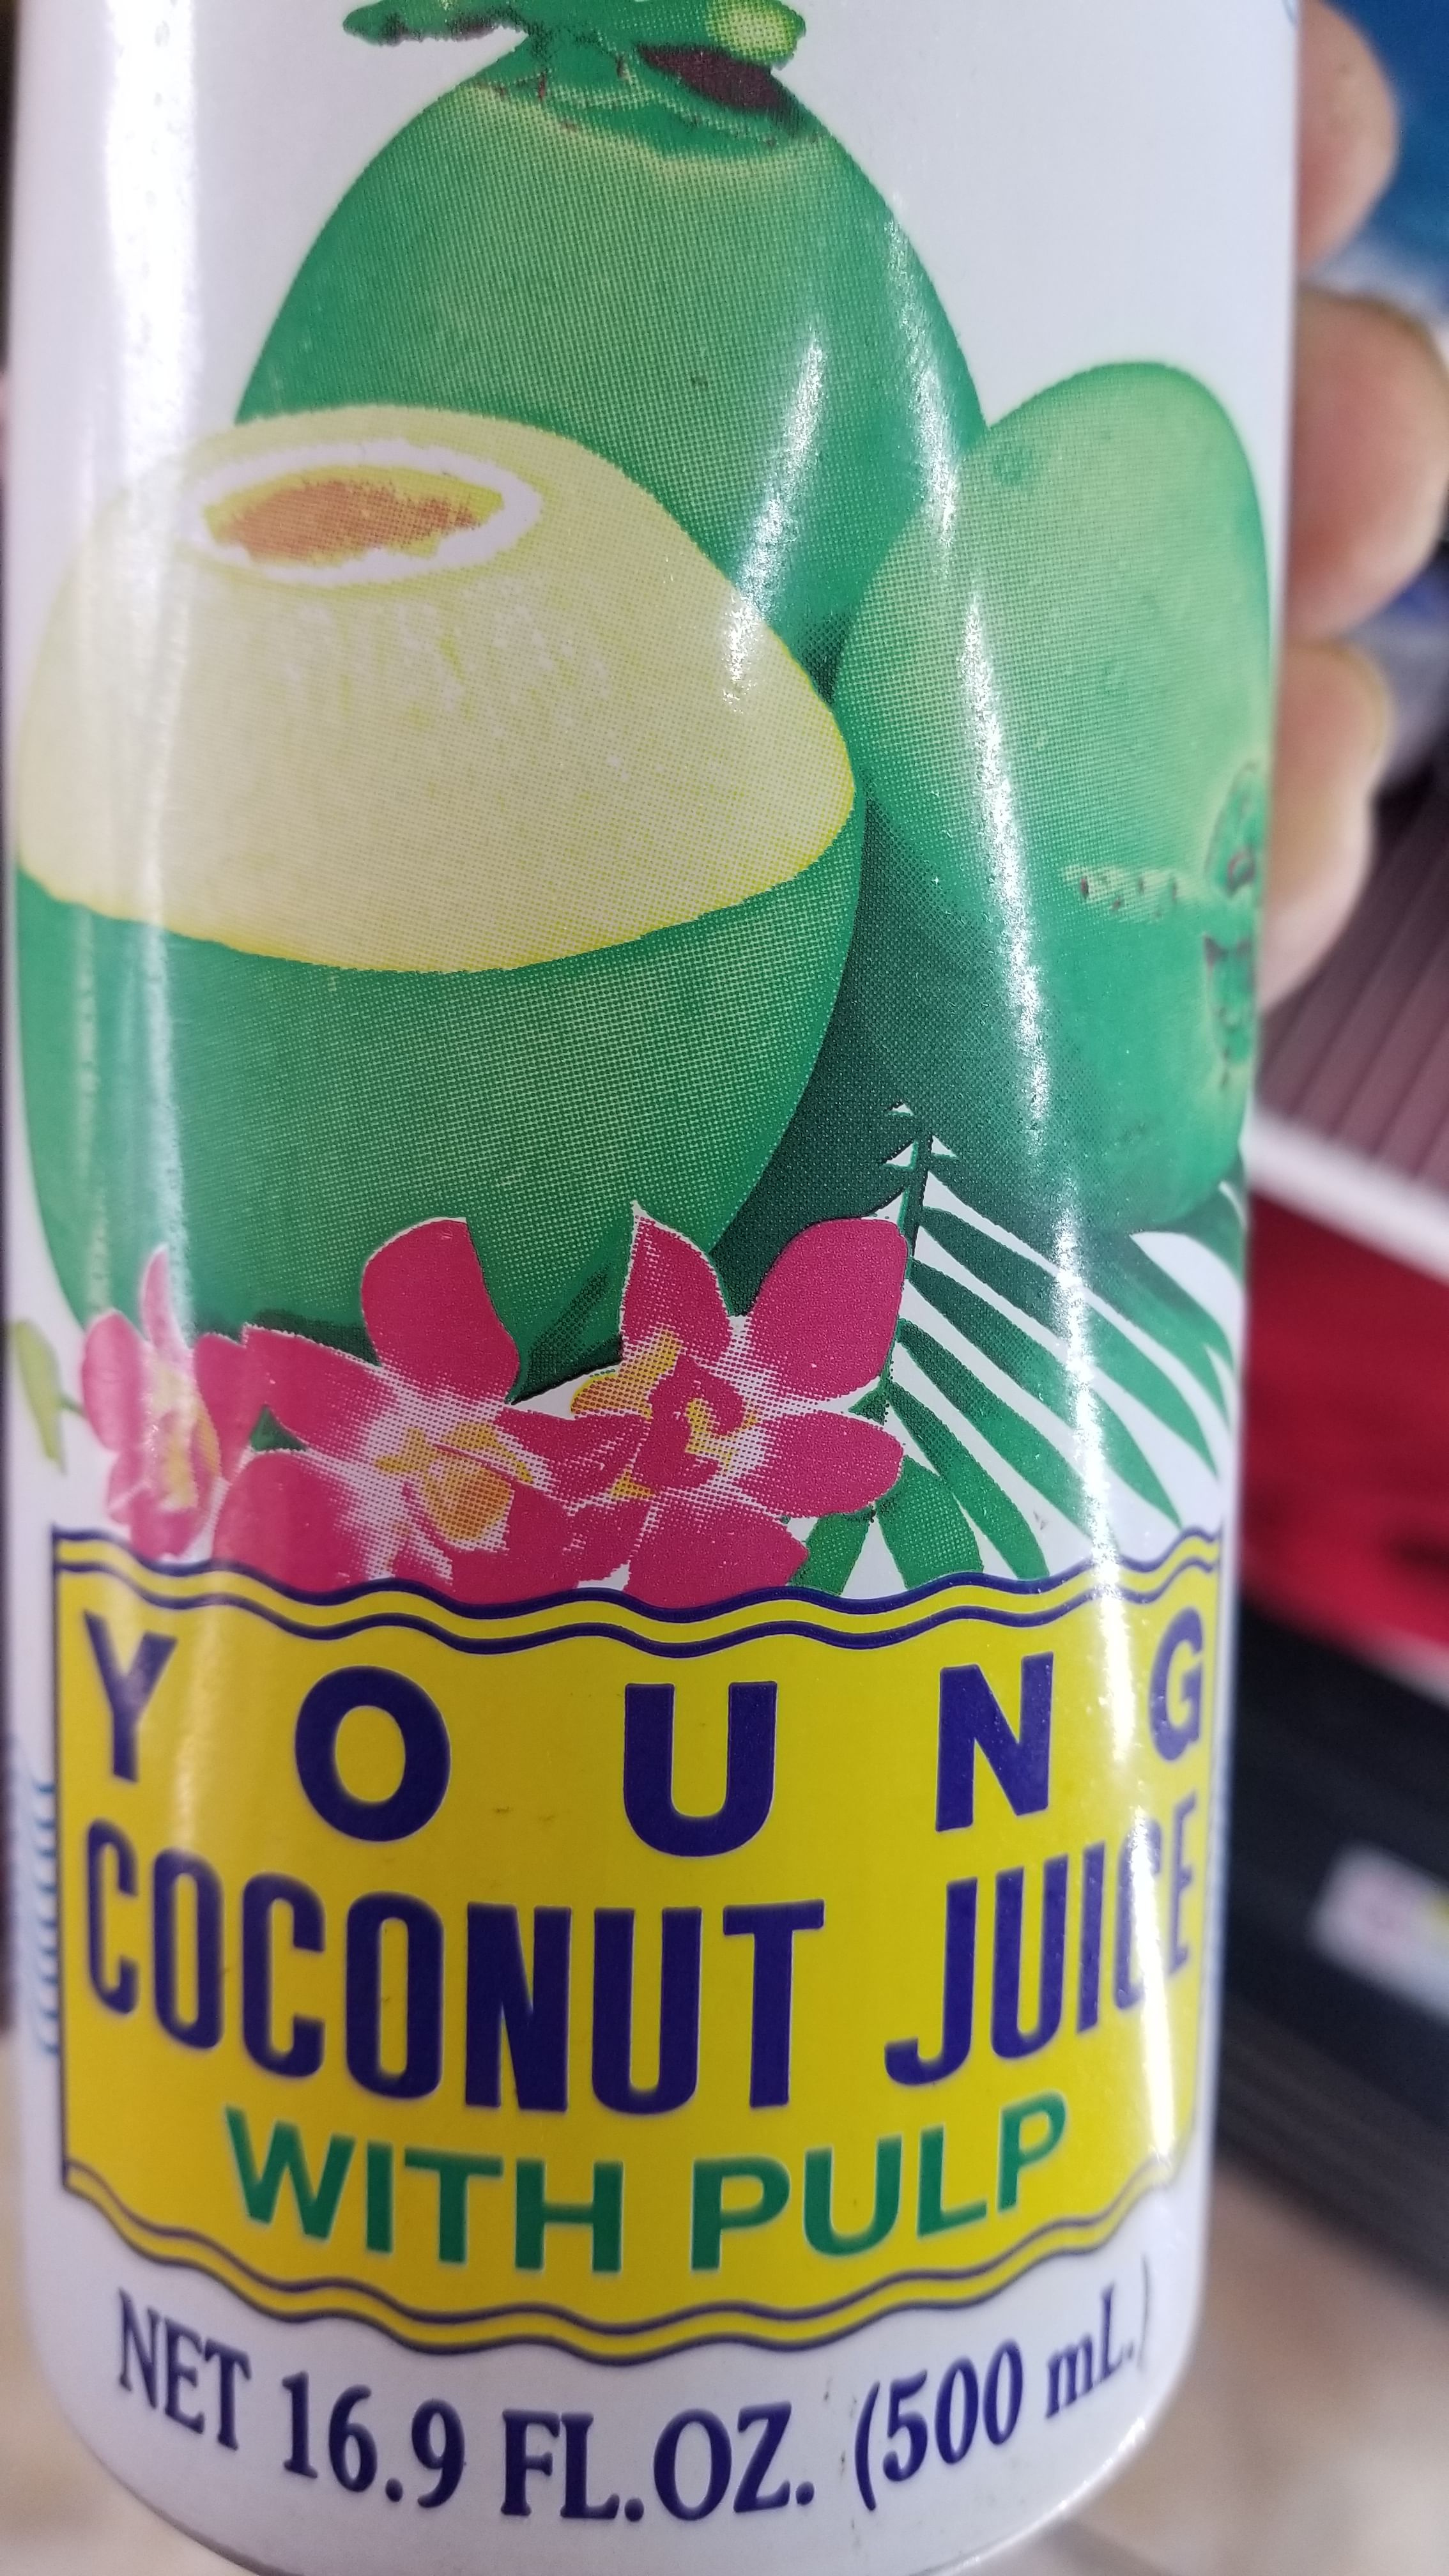 YOUNG
COCONUT JUICE
WITH PULP
NET 16.9 FL.OZ. (500 mL.)